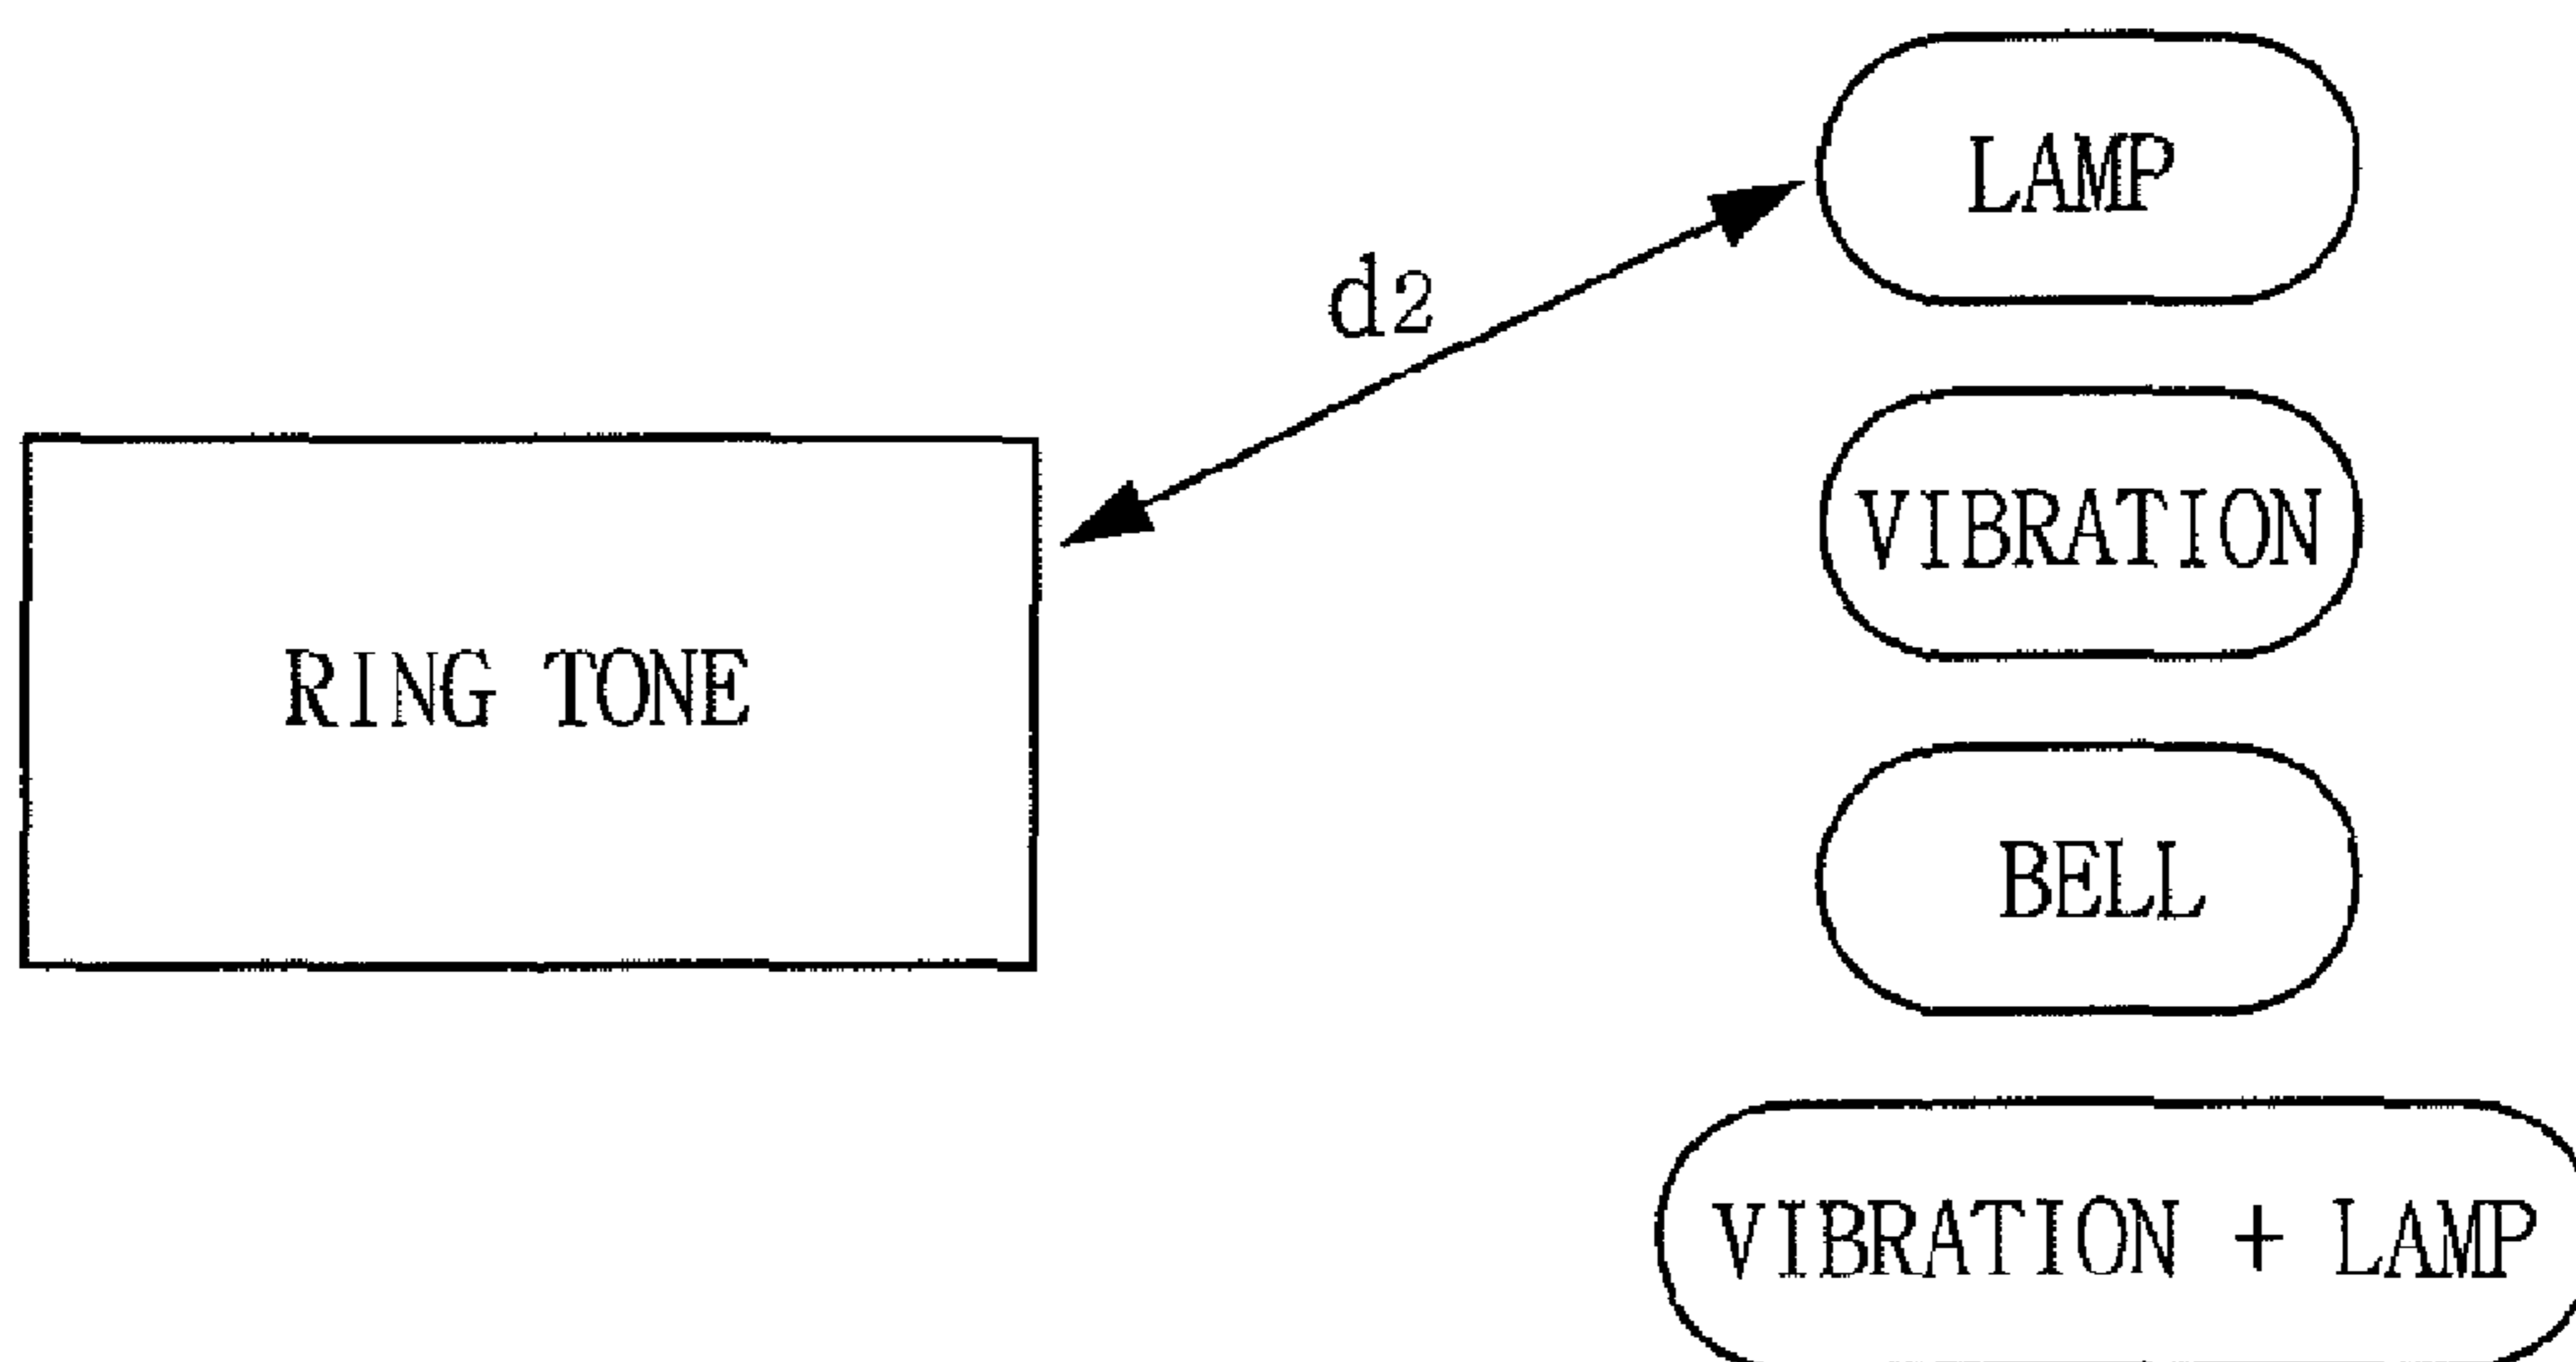 LAMP
d2
VIBRATION
RING TONE
BELL
VIBRATION + LAMP